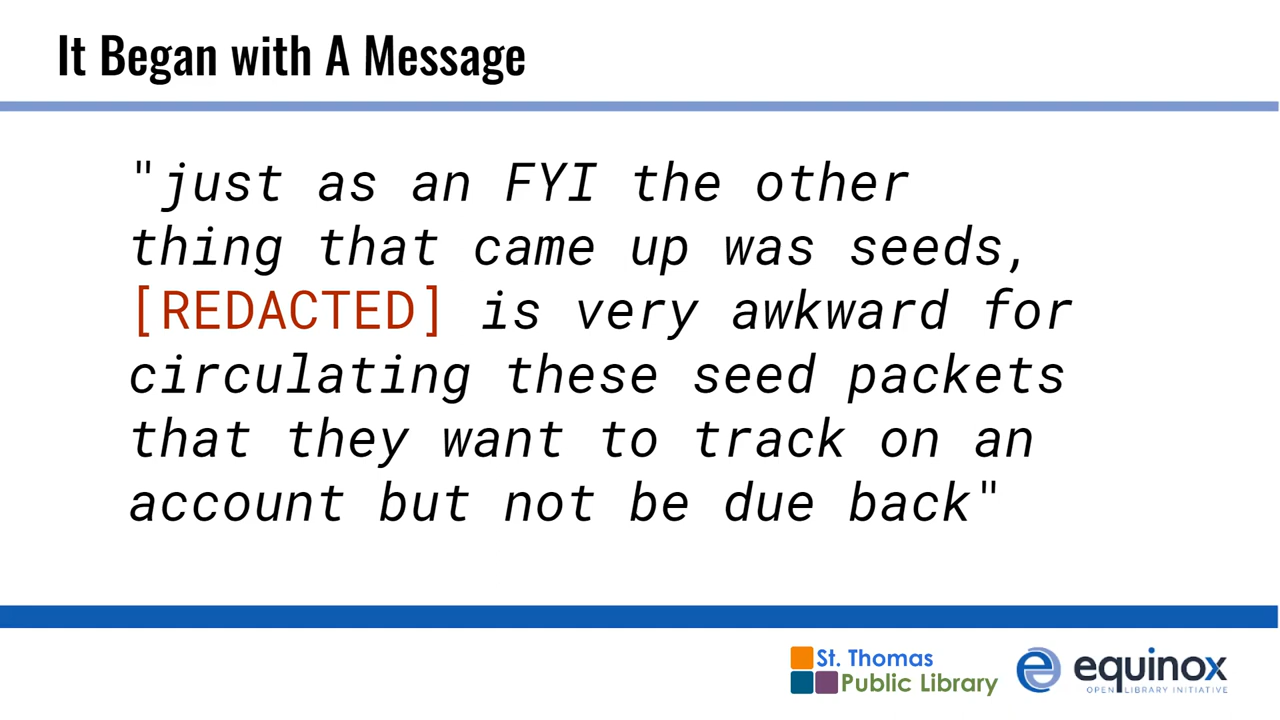 It Began with A Message
"just as an FYI the other
thing that came up was seeds,
[REDACTED] is very awkward for
circulating these seed packets
that they want to track on an
account but not be due back"
St. Thomas
Public Library
equinox
OPEN LIBRARY INITIATIVE